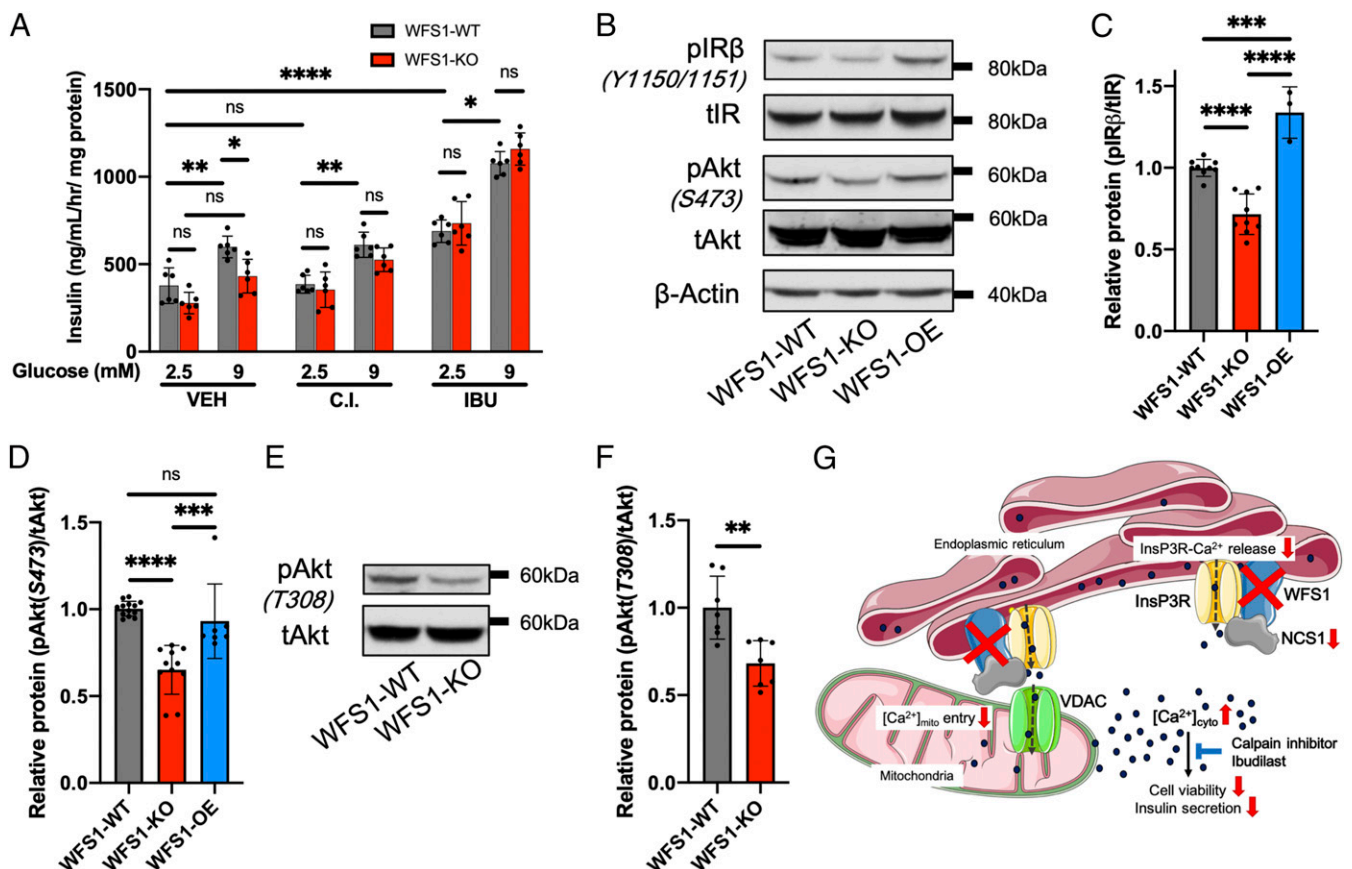 A
WFS1-WT
WFS1-KO
Insulin (ng/mL/hr/ mg protein)
1500
1000
500
0
****
ns
**
*
ns
ns
**
ns
ns
*
ns
ns
Glucose (mM)
2.5 9 2.5 9 2.5 9
VEH C.I. IBU
B
pIRβ
(Y1150/1151)
80kDa
tIR
80kDa
pAkt
(S473)
60kDa
tAkt
60kDa
β-Actin
40kDa
WFS1-WT
WFS1-KO
WFS1-OE
C
Relative protein (pIRβ/tIR)
1.5
1.0
0.5
0.0
***
****
****
WFS1-WT
WFS1-KO
WFS1-OE
D
Relative protein (pAkt(S473)/tAkt)
1.5
1.0
0.5
0.0
ns
***
****
WFS1-WT
WFS1-KO
WFS1-OE
E
pAkt
(T308)
60kDa
tAkt
60kDa
WFS1-WT
WFS1-KO
F
Relative protein (pAkt(T308)/tAkt)
1.5
1.0
0.5
0.0
**
WFS1-WT
WFS1-KO
G
Endoplasmic reticulum
InsP3R-Ca²⁺ release
InsP3R
WFS1
NCS1
VDAC
[Ca²⁺]mito entry
Mitochondria
[Ca²⁺]cyto
Calpain inhibitor
Ibudilast
Cell viability
Insulin secretion